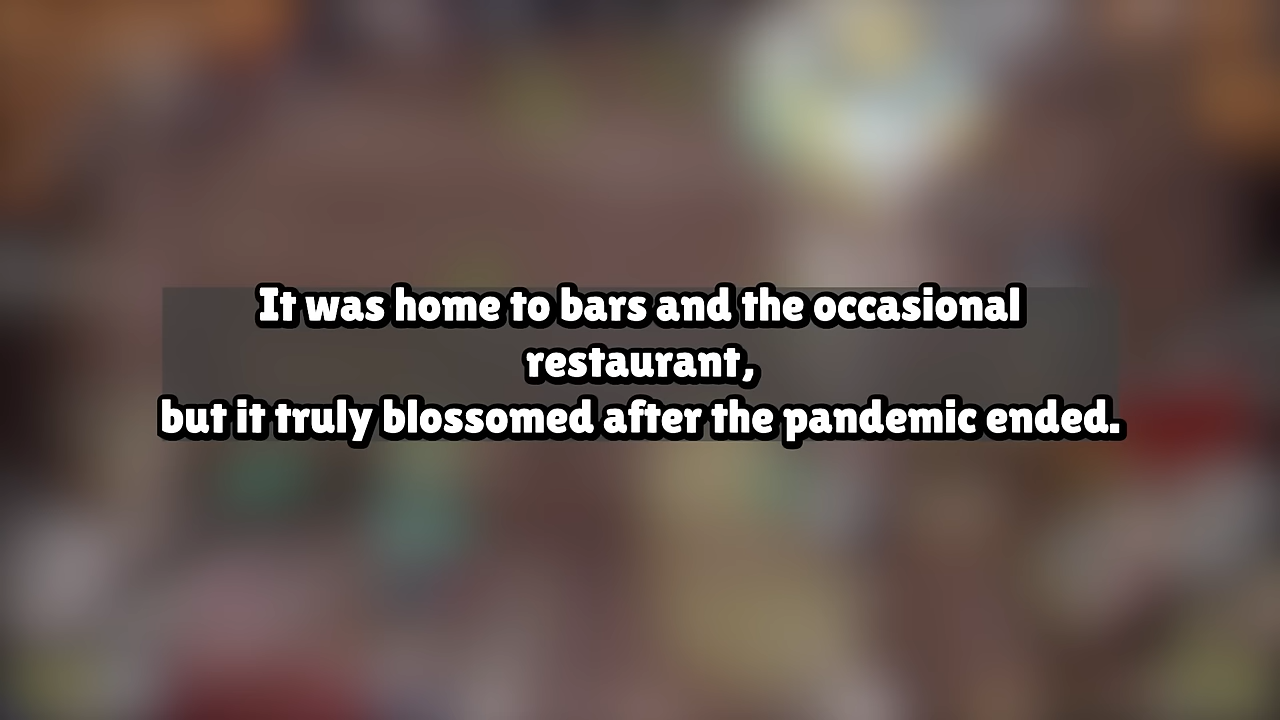 It was home to bars and the occasional
restaurant,
but it truly blossomed after the pandemic ended.